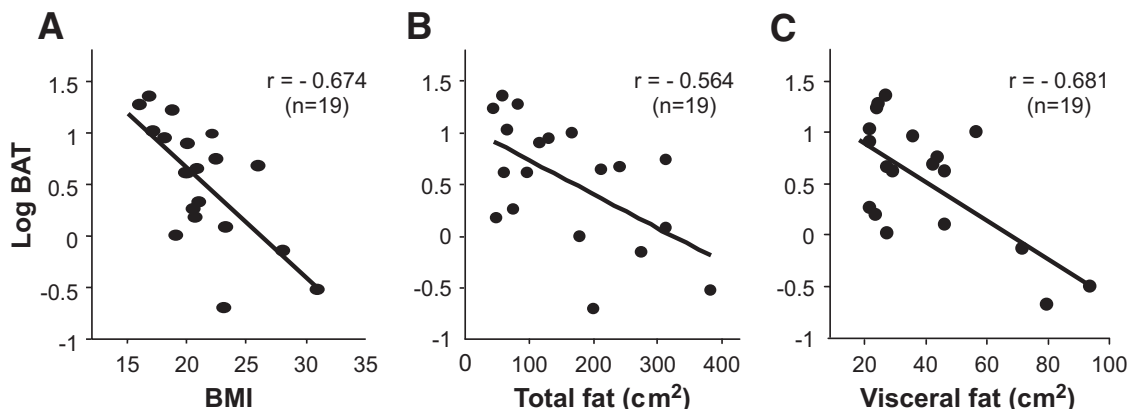 A
B
C
r = - 0.674
(n=19)
r = - 0.564
(n=19)
r = - 0.681
(n=19)
Log BAT
1.5
1
0.5
0
-0.5
-1
1.5
1
0.5
0
-0.5
-1
1.5
1
0.5
0
-0.5
-1
15 20 25 30 35
0 100 200 300 400
20 40 60 80 100
BMI
Total fat (cm²)
Visceral fat (cm²)